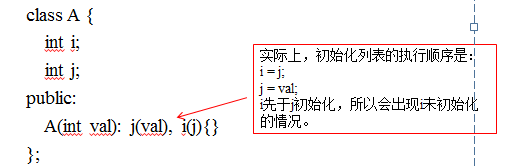 class A {
int i;
int j;
public:
A(int val): j(val), i(j){}
};
实际上，初始化列表的执行顺序是：
i = j;
j = val;
i先于j初始化，所以会出现i未初始化
的情况。